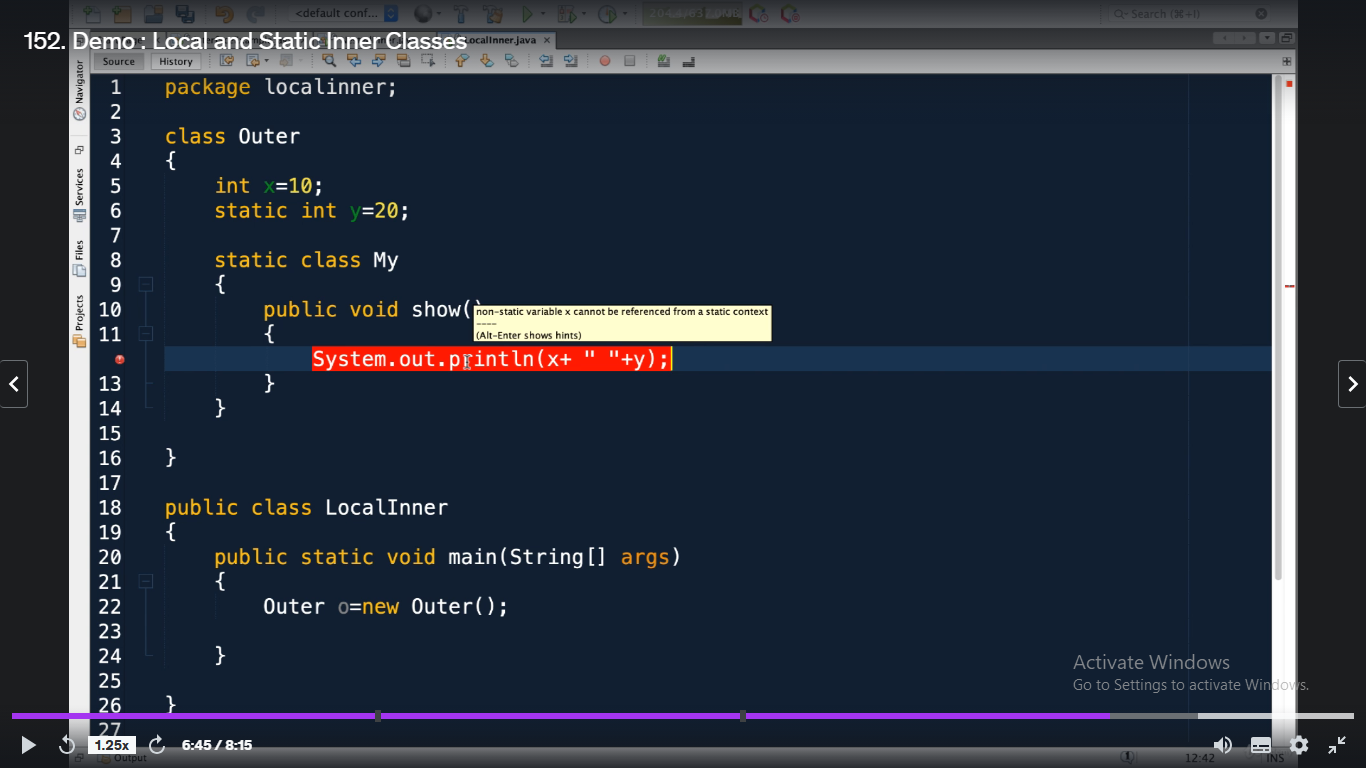 <default conf...
Search (⌘+I)
152. Demo : Local and Static Inner Classes
LocalInner.java
Source History
Navigator
Services
Files
Projects
1 package localinner;
2
3 class Outer
4 {
5 int x=10;
6 static int y=20;
7
8 static class My
9 {
10 public void show()
non-static variable x cannot be referenced from a static context
----
(Alt-Enter shows hints)
11 {
System.out.println(x+ " "+y);
13 }
14 }
15
16 }
17
18 public class LocalInner
19 {
20 public static void main(String[] args)
21 {
22 Outer o=new Outer();
23
24 }
25
26 }
27
Activate Windows
Go to Settings to activate Windows.
1.25x 6:45 / 8:15
Output 12:42 INS